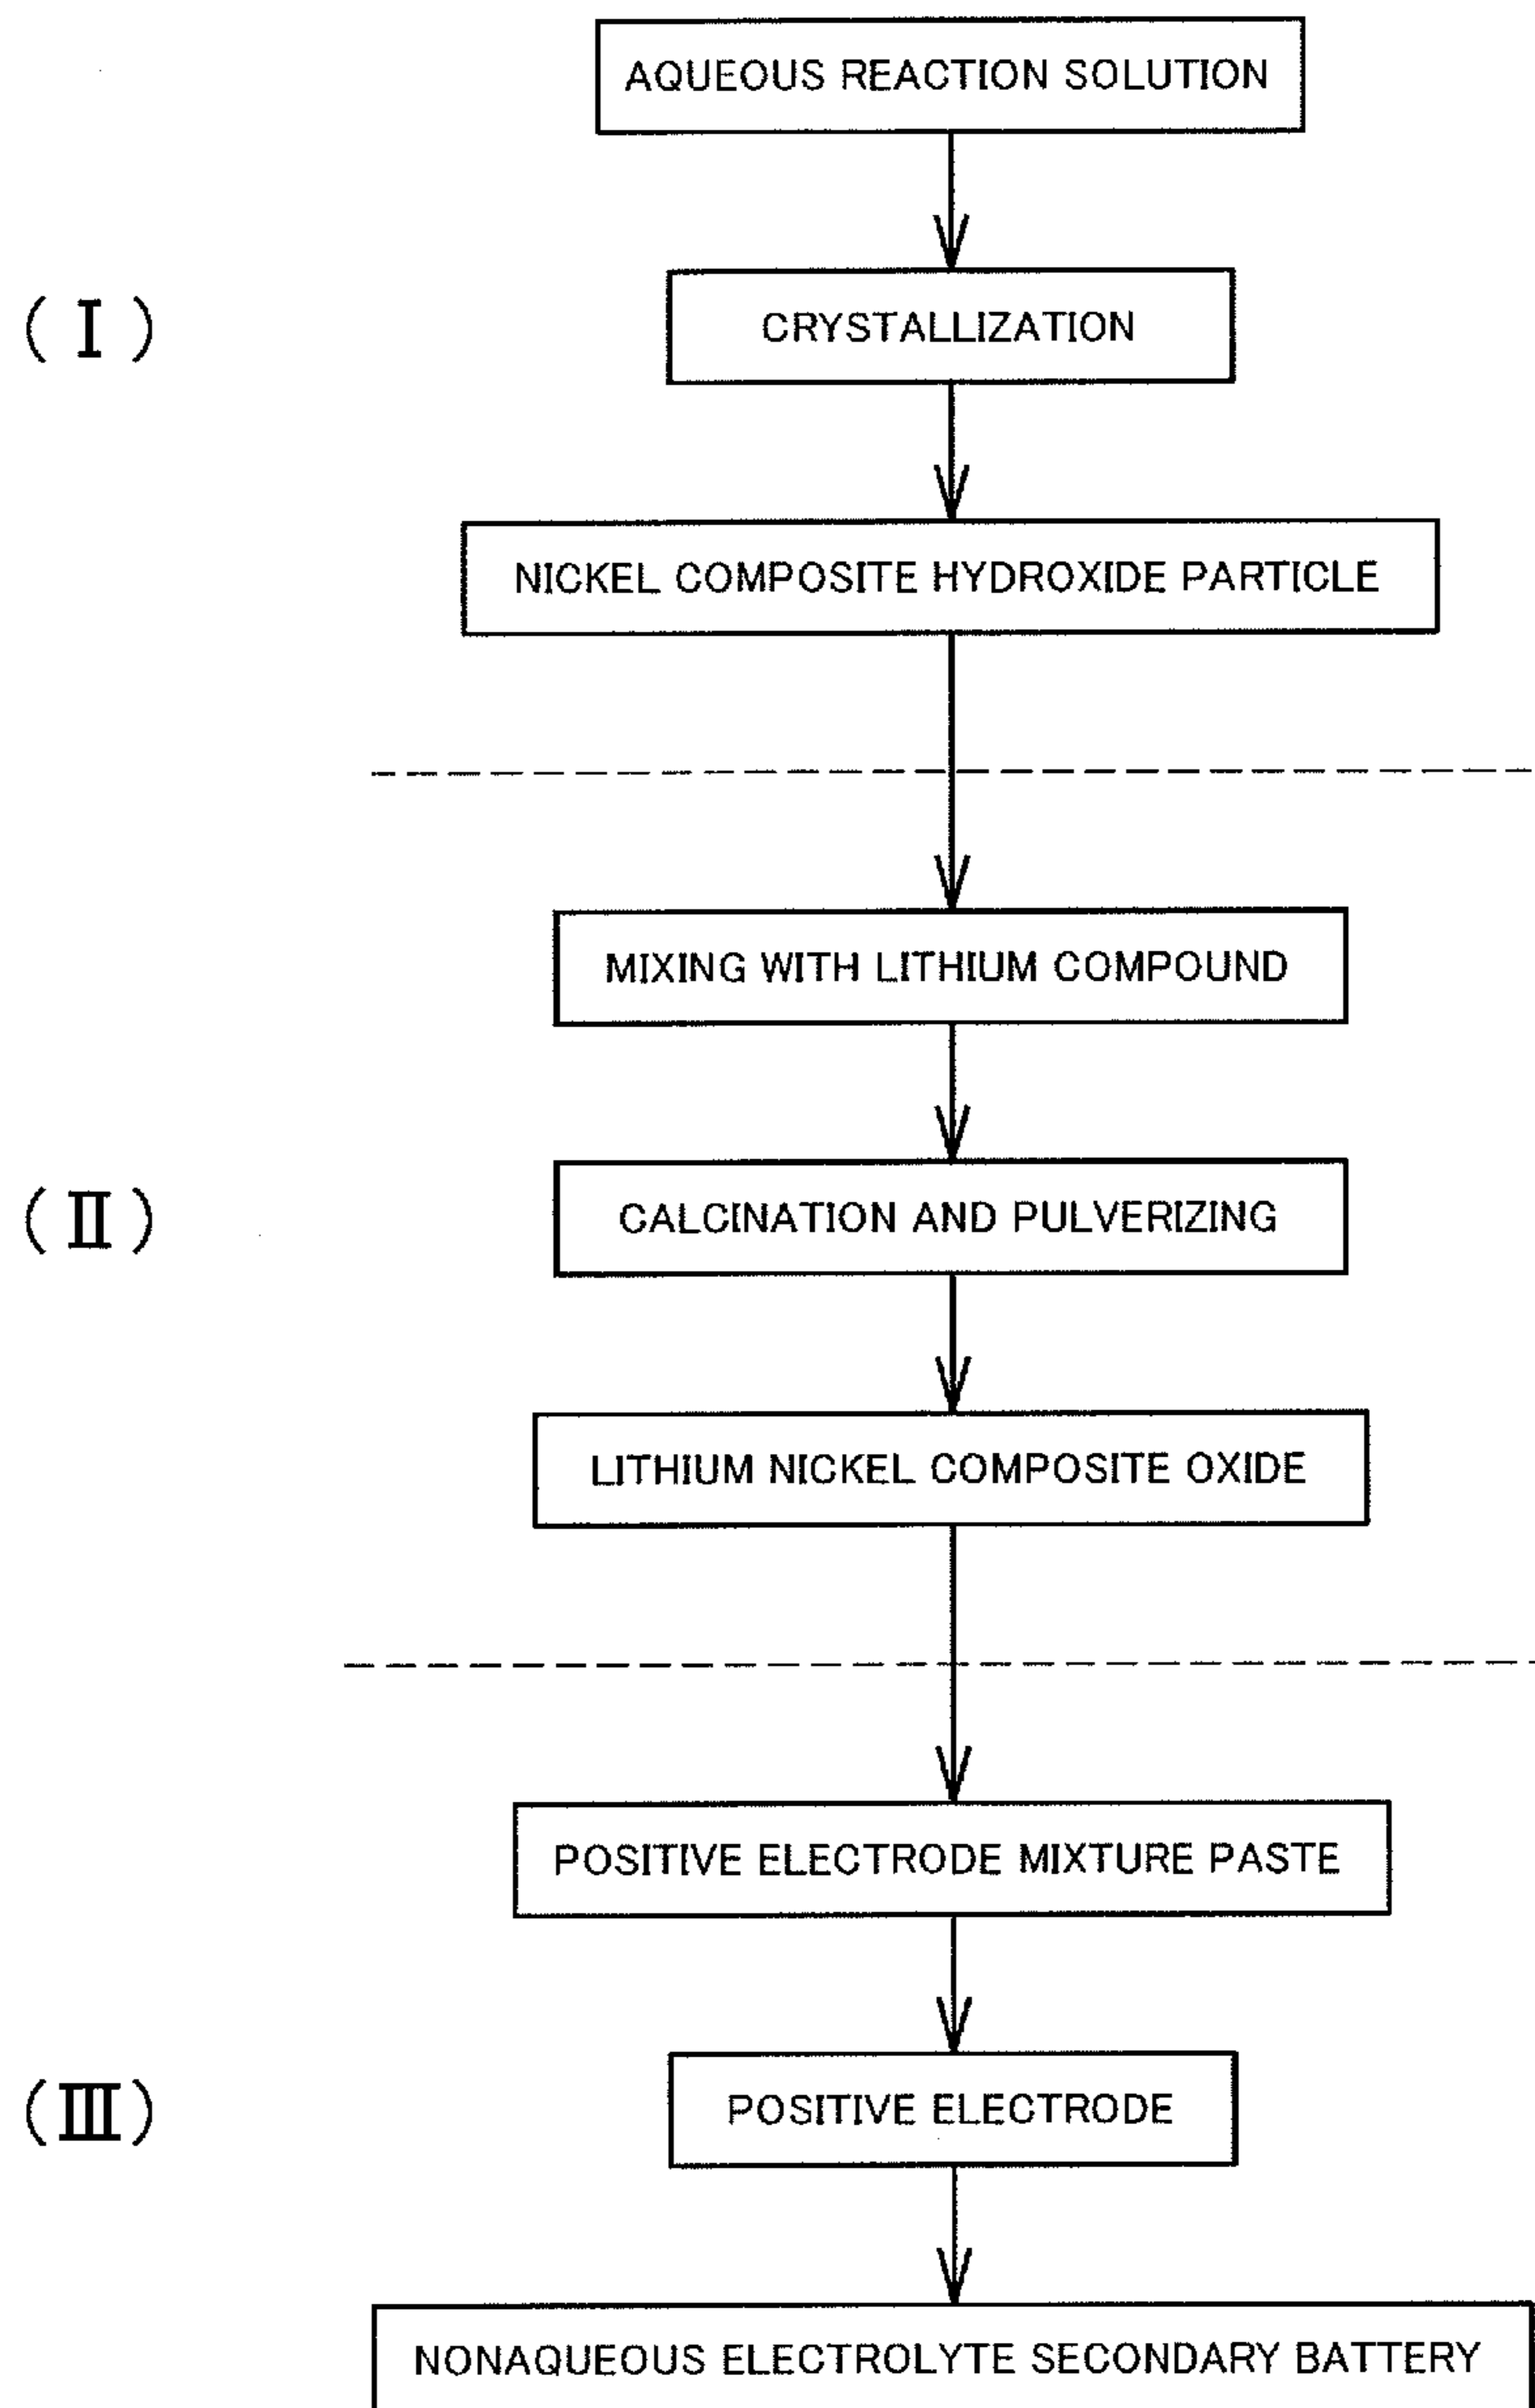 AQUEOUS REACTION SOLUTION
(Ⅰ)
CRYSTALLIZATION
NICKEL COMPOSITE HYDROXIDE PARTICLE
MIXING WITH LITHIUM COMPOUND
(Ⅱ)
CALCINATION AND PULVERIZING
LITHIUM NICKEL COMPOSITE OXIDE
POSITIVE ELECTRODE MIXTURE PASTE
(Ⅲ)
POSITIVE ELECTRODE
NONAQUEOUS ELECTROLYTE SECONDARY BATTERY